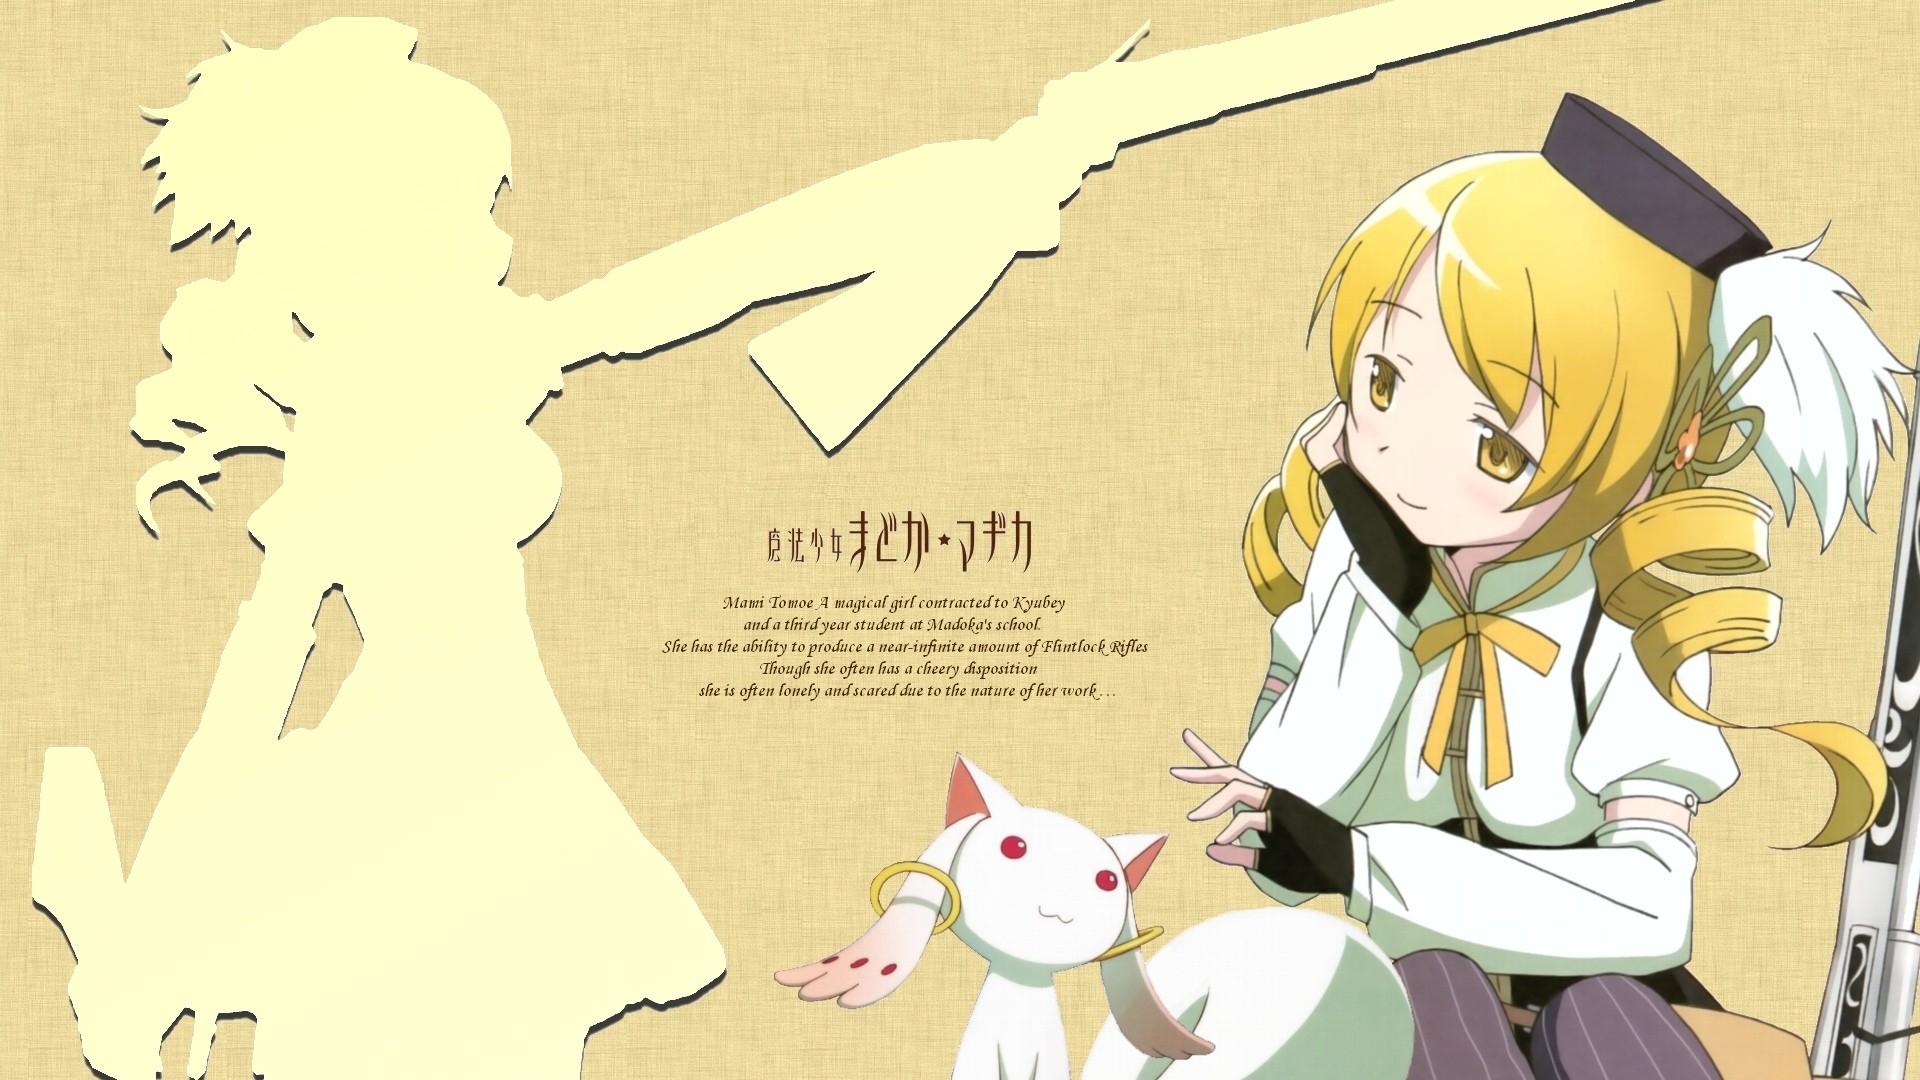 魔法少女まどか★マギカ
Mami Tomoe A magical girl contracted to Kyubey
and a third year student at Madoka's school.
She has the ability to produce a near-infinite amount of Flintlock Rifles
Though she often has a cheery disposition
she is often lonely and scared due to the nature of her work ...